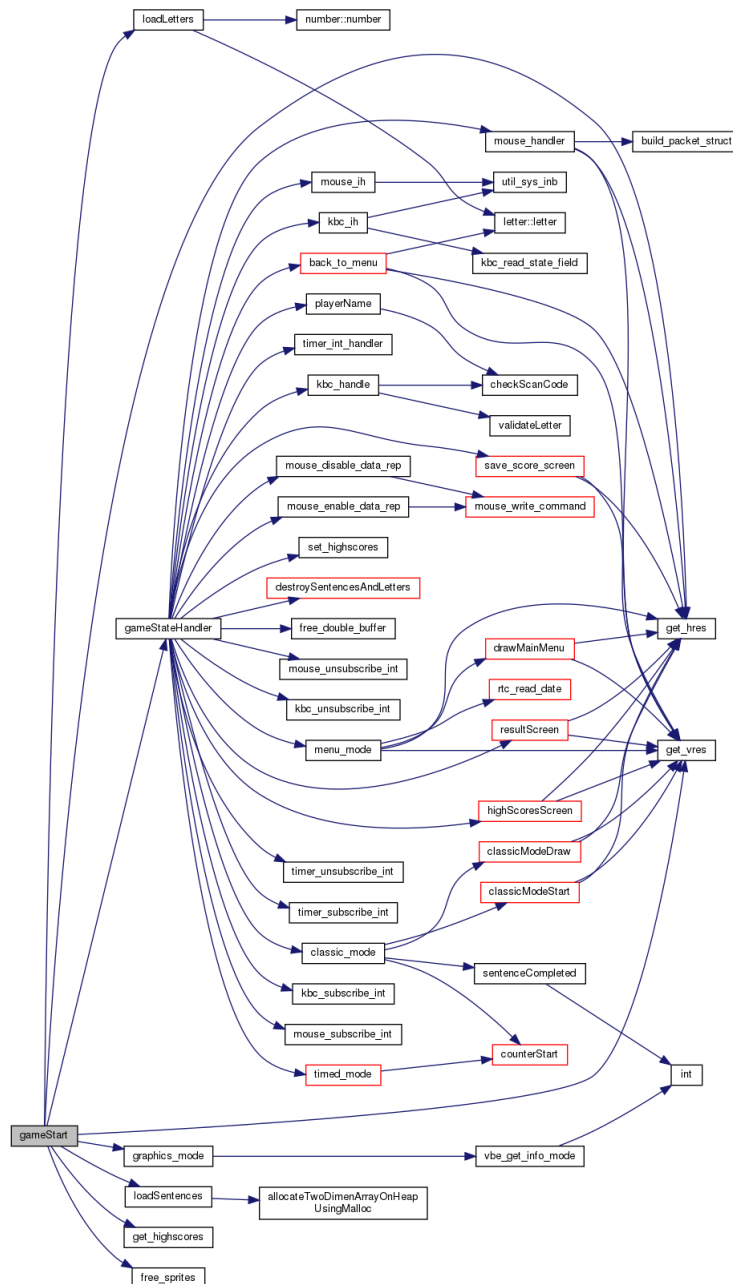 loadLetters
number::number
mouse_handler
build_packet_struct
mouse_ih
util_sys_inb
kbc_ih
letter::letter
back_to_menu
kbc_read_state_field
playerName
timer_int_handler
kbc_handle
checkScanCode
validateLetter
mouse_disable_data_rep
save_score_screen
mouse_enable_data_rep
mouse_write_command
set_highscores
destroySentencesAndLetters
gameStateHandler
free_double_buffer
get_hres
mouse_unsubscribe_int
drawMainMenu
rtc_read_date
kbc_unsubscribe_int
resultScreen
menu_mode
get_vres
highScoresScreen
classicModeDraw
timer_unsubscribe_int
classicModeStart
timer_subscribe_int
classic_mode
sentenceCompleted
kbc_subscribe_int
mouse_subscribe_int
counterStart
timed_mode
int
gameStart
graphics_mode
vbe_get_info_mode
loadSentences
allocateTwoDimenArrayOnHeap
UsingMalloc
get_highscores
free_sprites